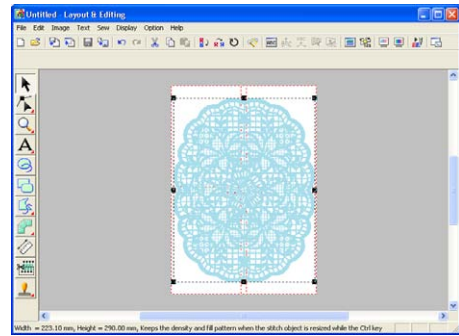 Untitled - Layout & Editing
File Edit Image Text Sew Display Option Help
A
Width = 223.10 mm, Height = 290.00 mm, Keeps the density and fill pattern when the stitch object is resized while the Ctrl key